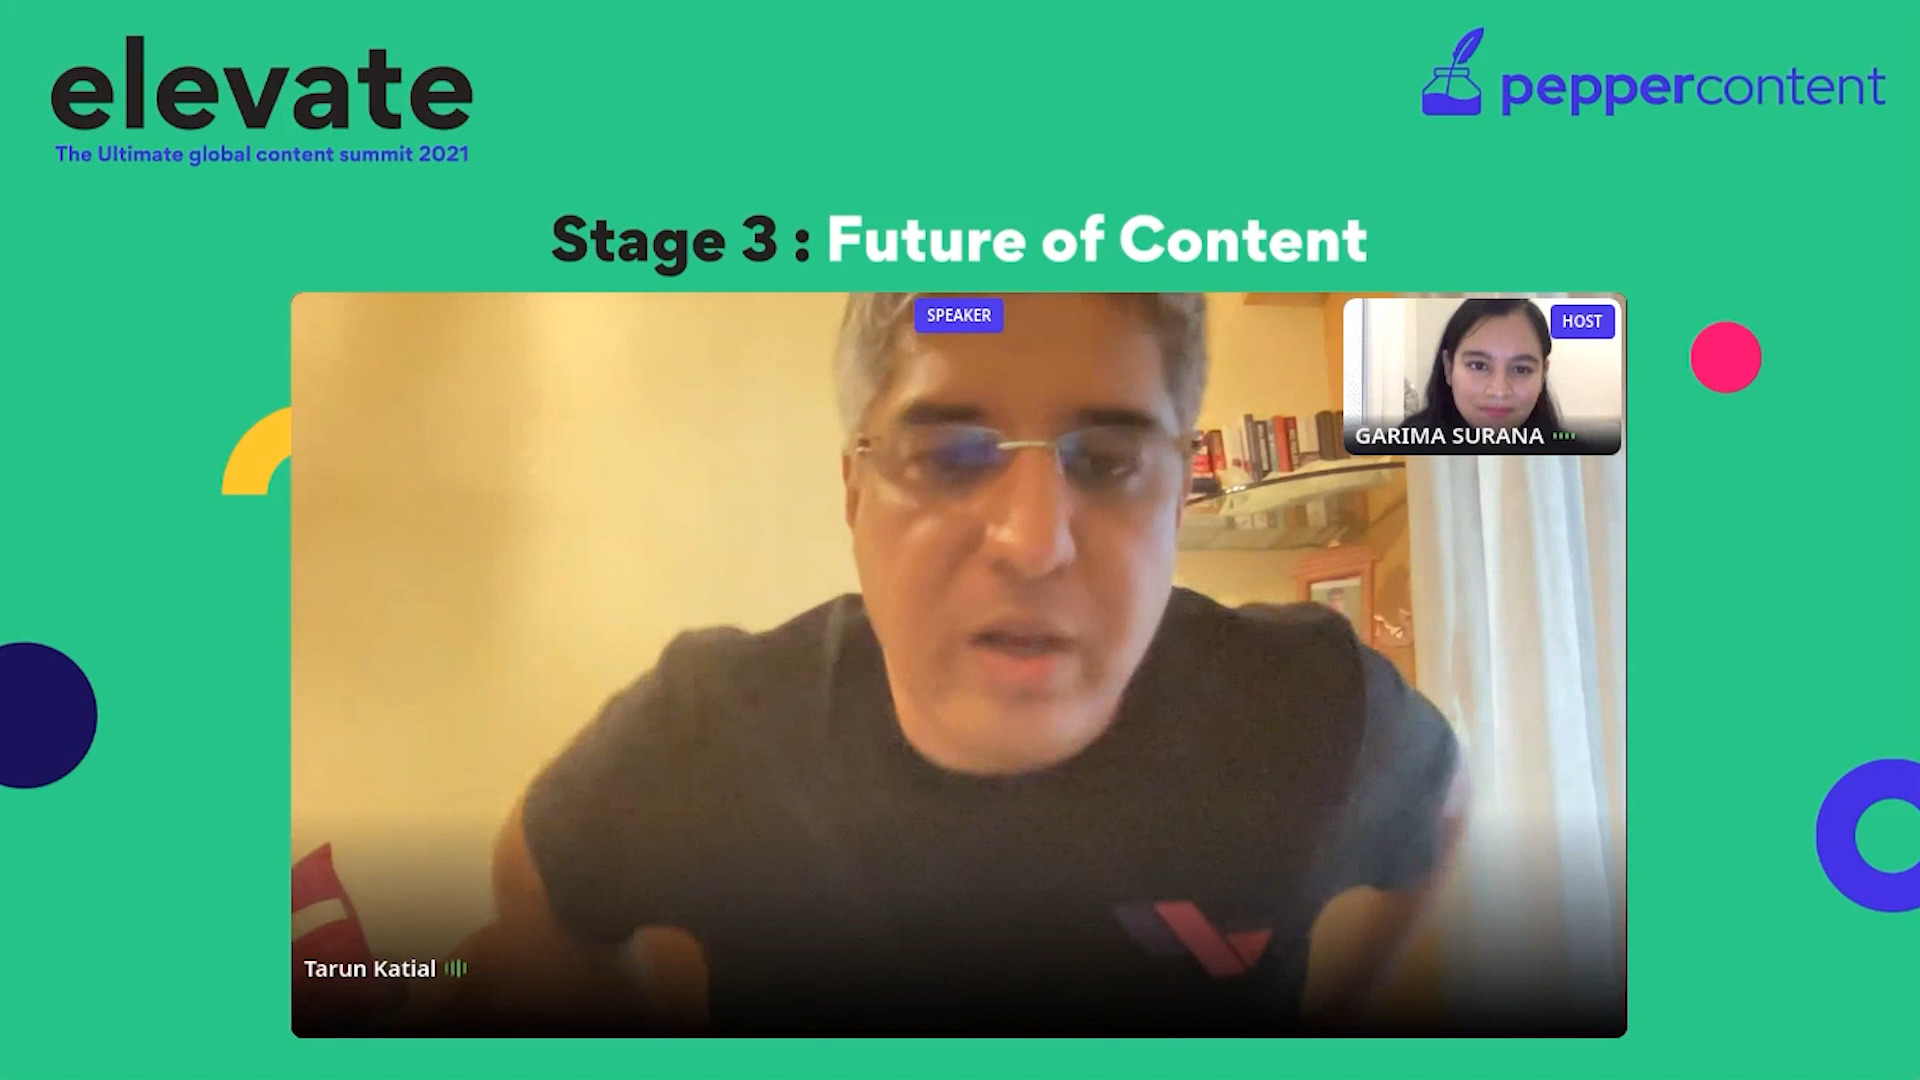 elevate
The Ultimate global content summit 2021
peppercontent
Stage 3 : Future of Content
SPEAKER
HOST
GARIMA SURANA
Tarun Katial